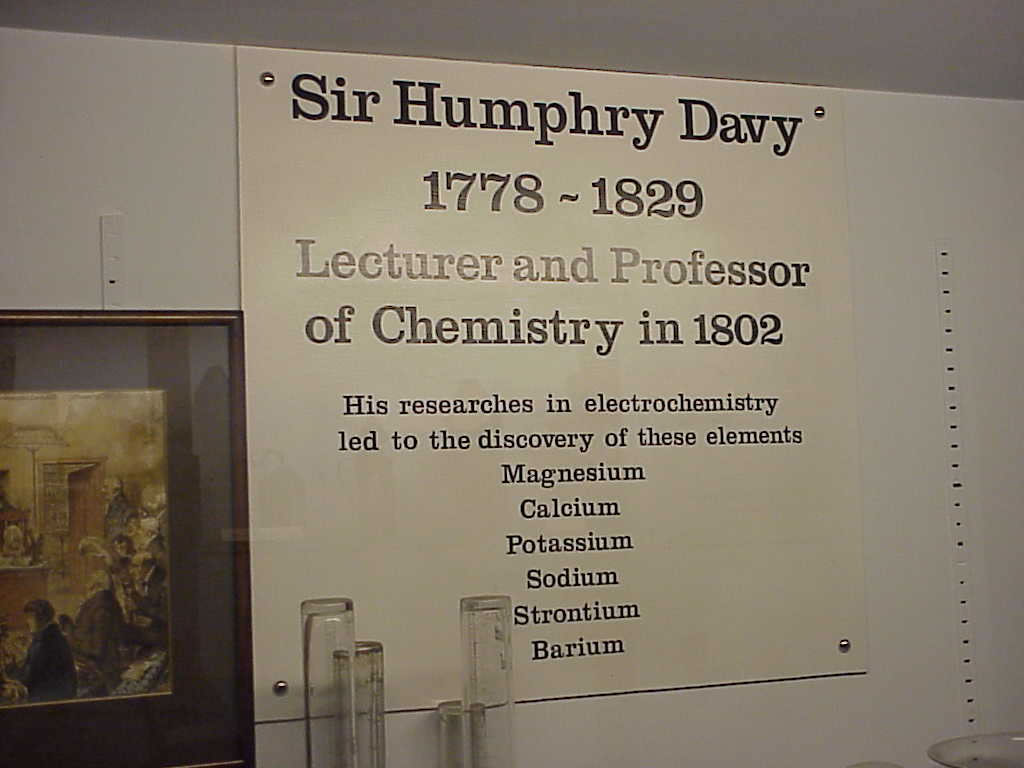 Sir Humphry Davy
1778 ~ 1829
Lecturer and Professor
of Chemistry in 1802
His researches in electrochemistry
led to the discovery of these elements
Magnesium
Calcium
Potassium
Sodium
Strontium
Barium